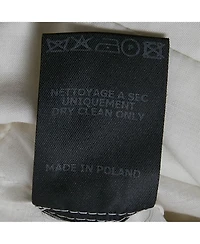 NETTOYAGE A SEC
UNIQUEMENT
DRY CLEAN ONLY
MADE IN POLAND